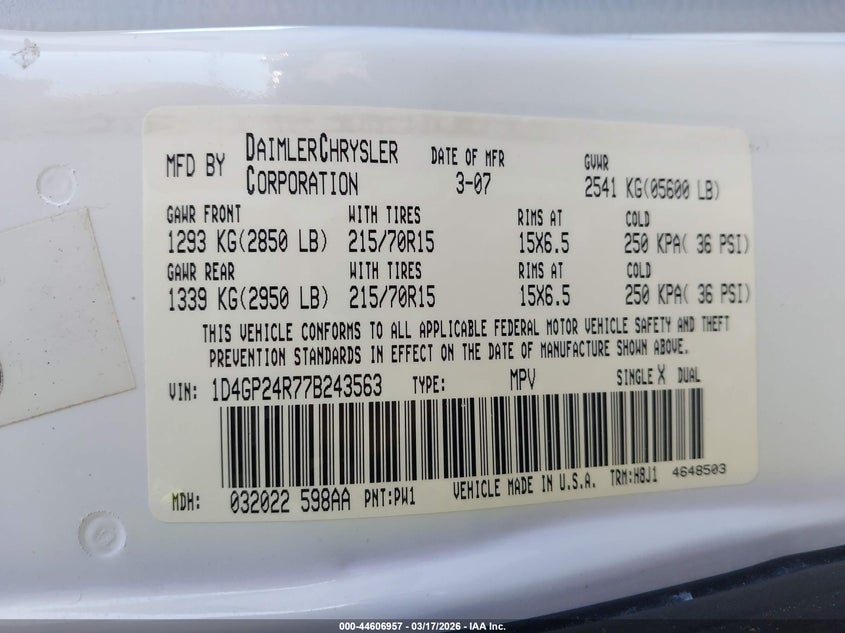 MFD BY DAIMLERCHRYSLER CORPORATION DATE OF MFR 3-07 GVWR 2541 KG(05600 LB)
GAWR FRONT WITH TIRES RIMS AT COLD
1293 KG(2850 LB) 215/70R15 15X6.5 250 KPA( 36 PSI)
GAWR REAR WITH TIRES RIMS AT COLD
1339 KG(2950 LB) 215/70R15 15X6.5 250 KPA( 36 PSI)
THIS VEHICLE CONFORMS TO ALL APPLICABLE FEDERAL MOTOR VEHICLE SAFETY AND THEFT
PREVENTION STANDARDS IN EFFECT ON THE DATE OF MANUFACTURE SHOWN ABOVE.
VIN: 1D4GP24R77B243563 TYPE: MPV SINGLE X DUAL
MDH: 032022 598AA PNT:PW1 VEHICLE MADE IN U.S.A. TRM:H8J1 4648503
000-44606957 - 03/17/2026 - IAA Inc.